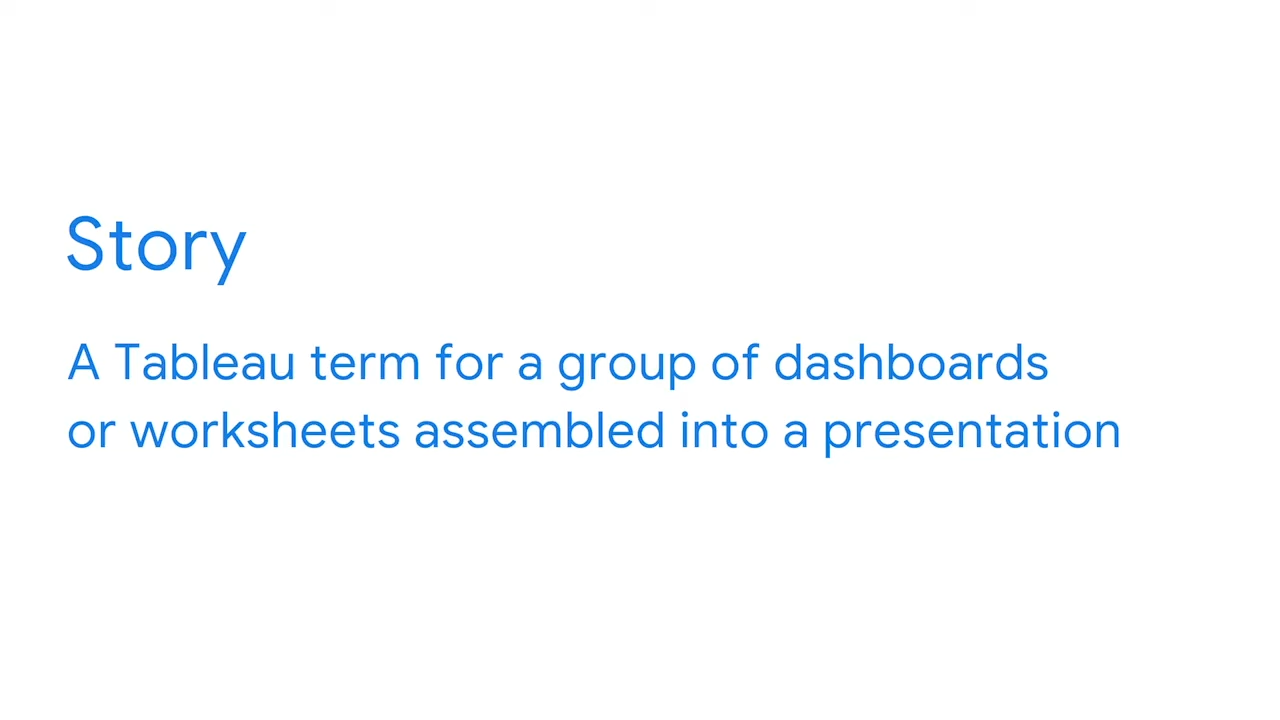 Story
A Tableau term for a group of dashboards
or worksheets assembled into a presentation